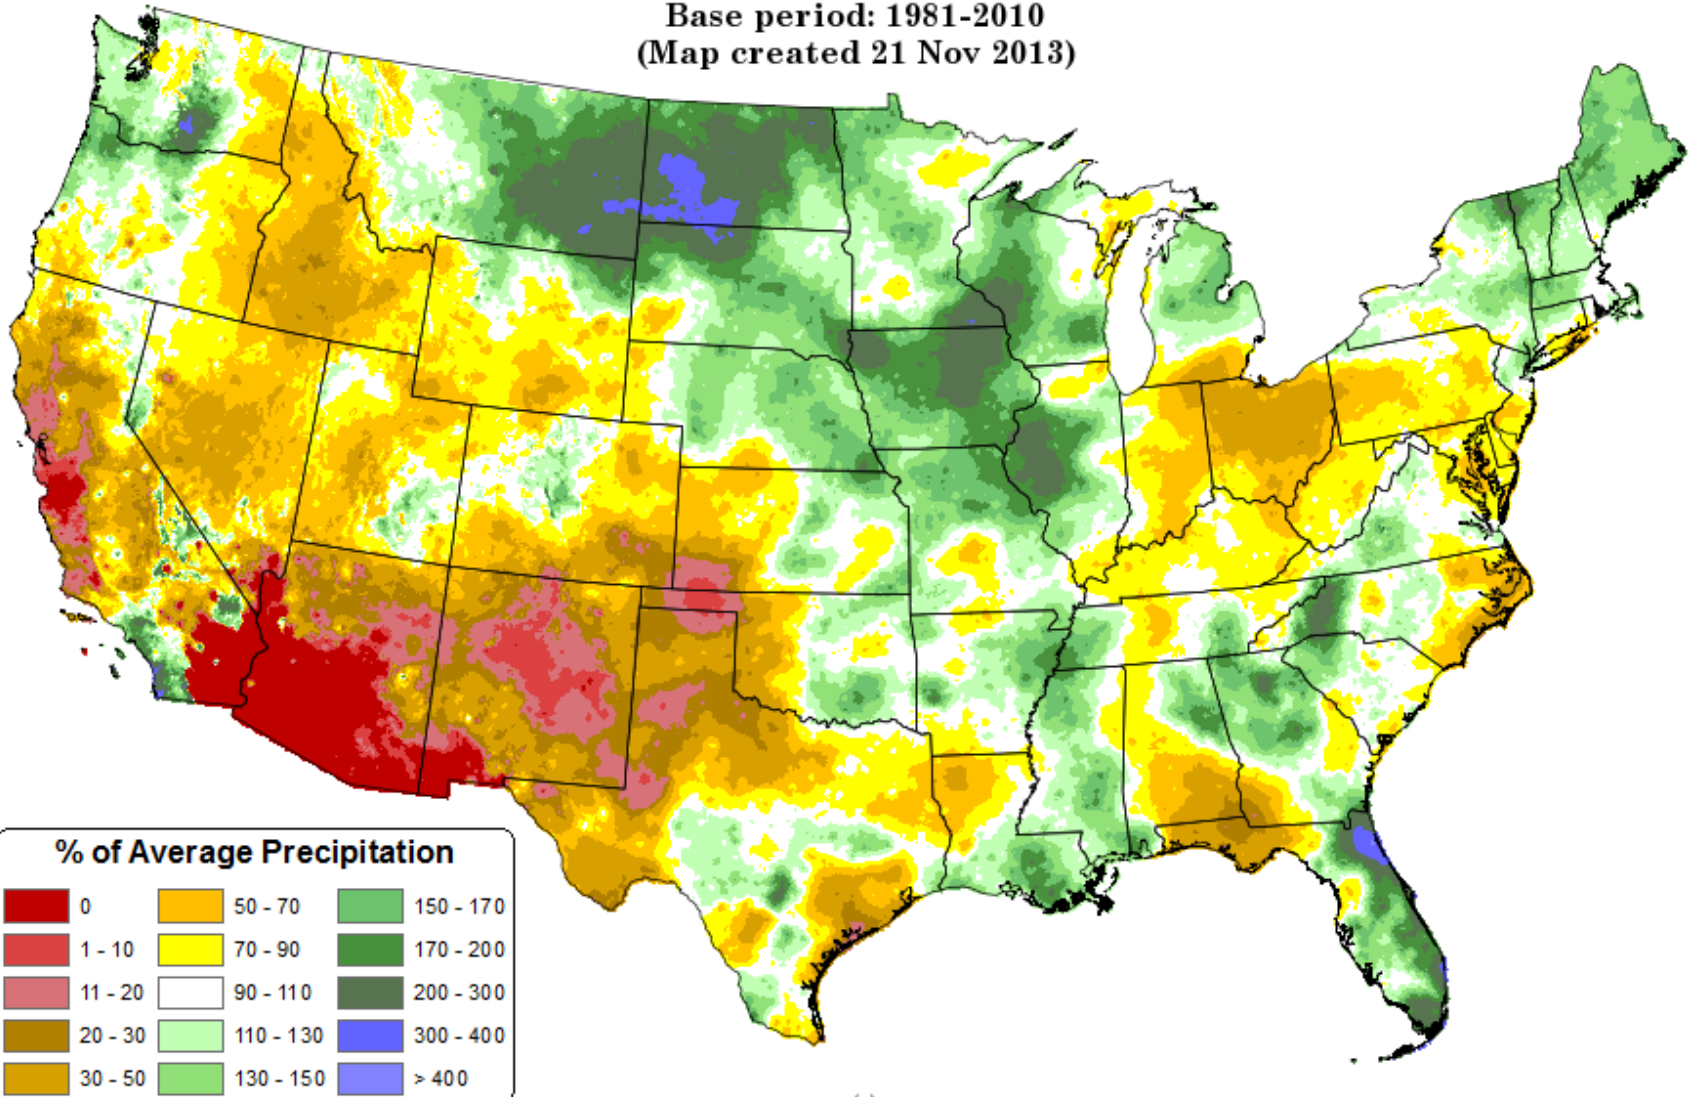 Base period: 1981-2010
(Map created 21 Nov 2013)
% of Average Precipitation
0
50 - 70
150 - 170
1 - 10
70 - 90
170 - 200
11 - 20
90 - 110
200 - 300
20 - 30
110 - 130
300 - 400
30 - 50
130 - 150
> 400